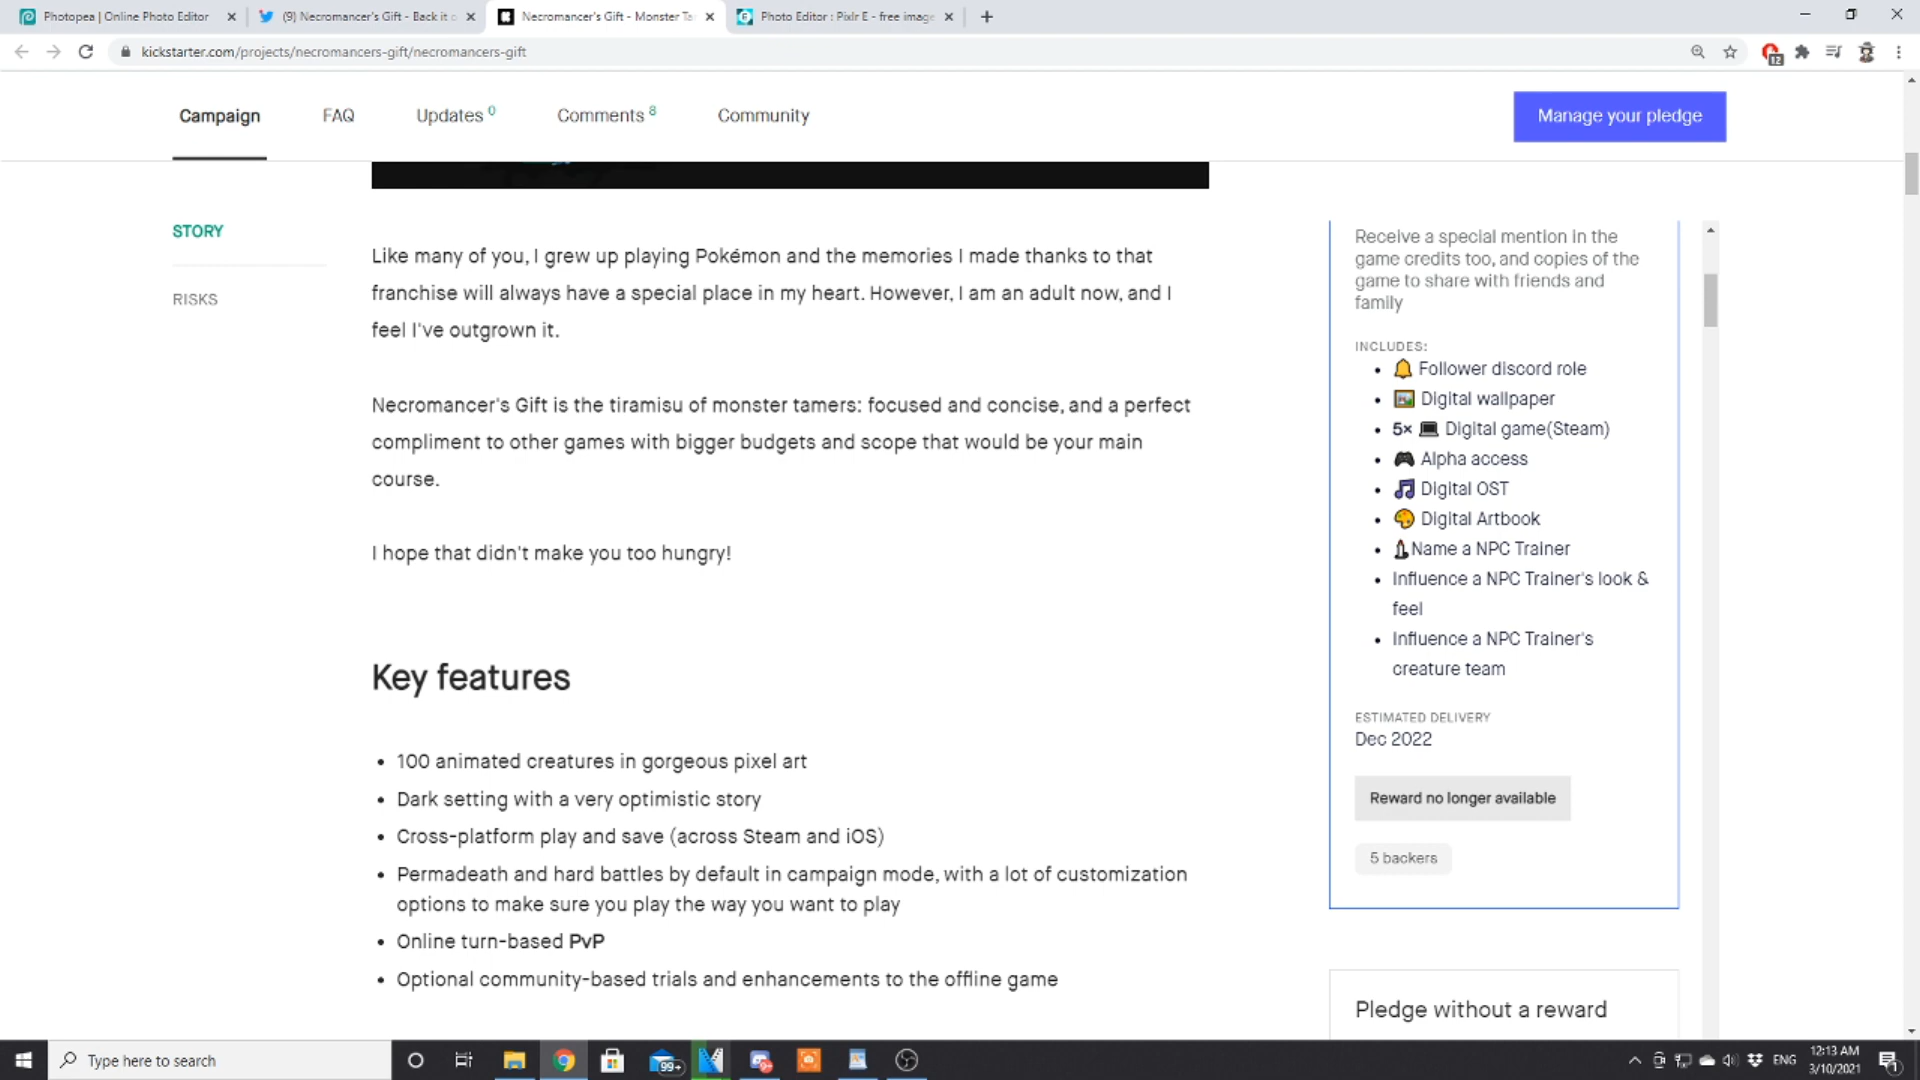 Photopea | Online Photo Editor
(9) Necromancer's Gift - Back it o
Necromancer's Gift - Monster Ta
Photo Editor : Pixlr E - free image
kickstarter.com/projects/necromancers-gift/necromancers-gift
12
Campaign
FAQ
Updates 0
Comments 8
Community
Manage your pledge
STORY
RISKS
Like many of you, I grew up playing Pokémon and the memories I made thanks to that
franchise will always have a special place in my heart. However, I am an adult now, and I
feel I've outgrown it.
Necromancer's Gift is the tiramisu of monster tamers: focused and concise, and a perfect
compliment to other games with bigger budgets and scope that would be your main
course.
I hope that didn't make you too hungry!
Key features
• 100 animated creatures in gorgeous pixel art
• Dark setting with a very optimistic story
• Cross-platform play and save (across Steam and iOS)
• Permadeath and hard battles by default in campaign mode, with a lot of customization
options to make sure you play the way you want to play
• Online turn-based PvP
• Optional community-based trials and enhancements to the offline game
Receive a special mention in the
game credits too, and copies of the
game to share with friends and
family
INCLUDES:
• 🔔 Follower discord role
• 🖼 Digital wallpaper
• 5× 💻 Digital game(Steam)
• 🎮 Alpha access
• 🎵 Digital OST
• 🎨 Digital Artbook
• Name a NPC Trainer
• Influence a NPC Trainer's look &
feel
• Influence a NPC Trainer's
creature team
ESTIMATED DELIVERY
Dec 2022
Reward no longer available
5 backers
Pledge without a reward
Type here to search
99+
ENG
12:13 AM
3/10/2021
1